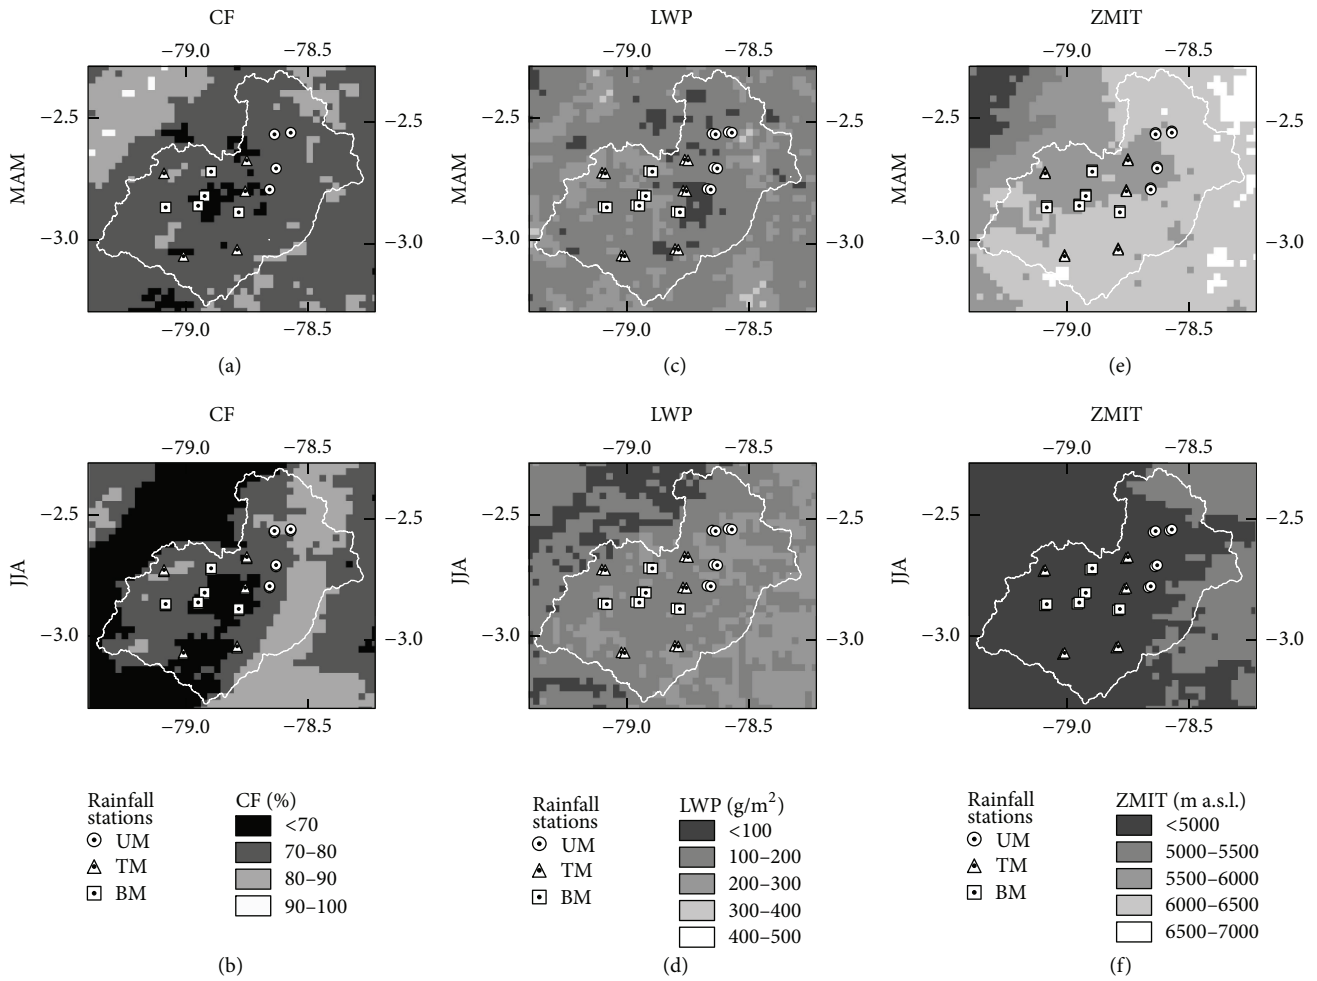 CF
LWP
ZMIT
−79.0 −78.5
−79.0 −78.5
−79.0 −78.5
MAM
−2.5
−3.0
−2.5
−3.0
MAM
−2.5
−3.0
−2.5
−3.0
MAM
−2.5
−3.0
−2.5
−3.0
−79.0 −78.5
−79.0 −78.5
−79.0 −78.5
(a)
(c)
(e)
CF
LWP
ZMIT
−79.0 −78.5
−79.0 −78.5
−79.0 −78.5
JJA
−2.5
−3.0
−2.5
−3.0
JJA
−2.5
−3.0
−2.5
−3.0
JJA
−2.5
−3.0
−2.5
−3.0
−79.0 −78.5
−79.0 −78.5
−79.0 −78.5
Rainfall
stations
UM
TM
BM
CF (%)
<70
70–80
80–90
90–100
Rainfall
stations
UM
TM
BM
LWP (g/m²)
<100
100–200
200–300
300–400
400–500
Rainfall
stations
UM
TM
BM
ZMIT (m a.s.l.)
<5000
5000–5500
5500–6000
6000–6500
6500–7000
(b)
(d)
(f)